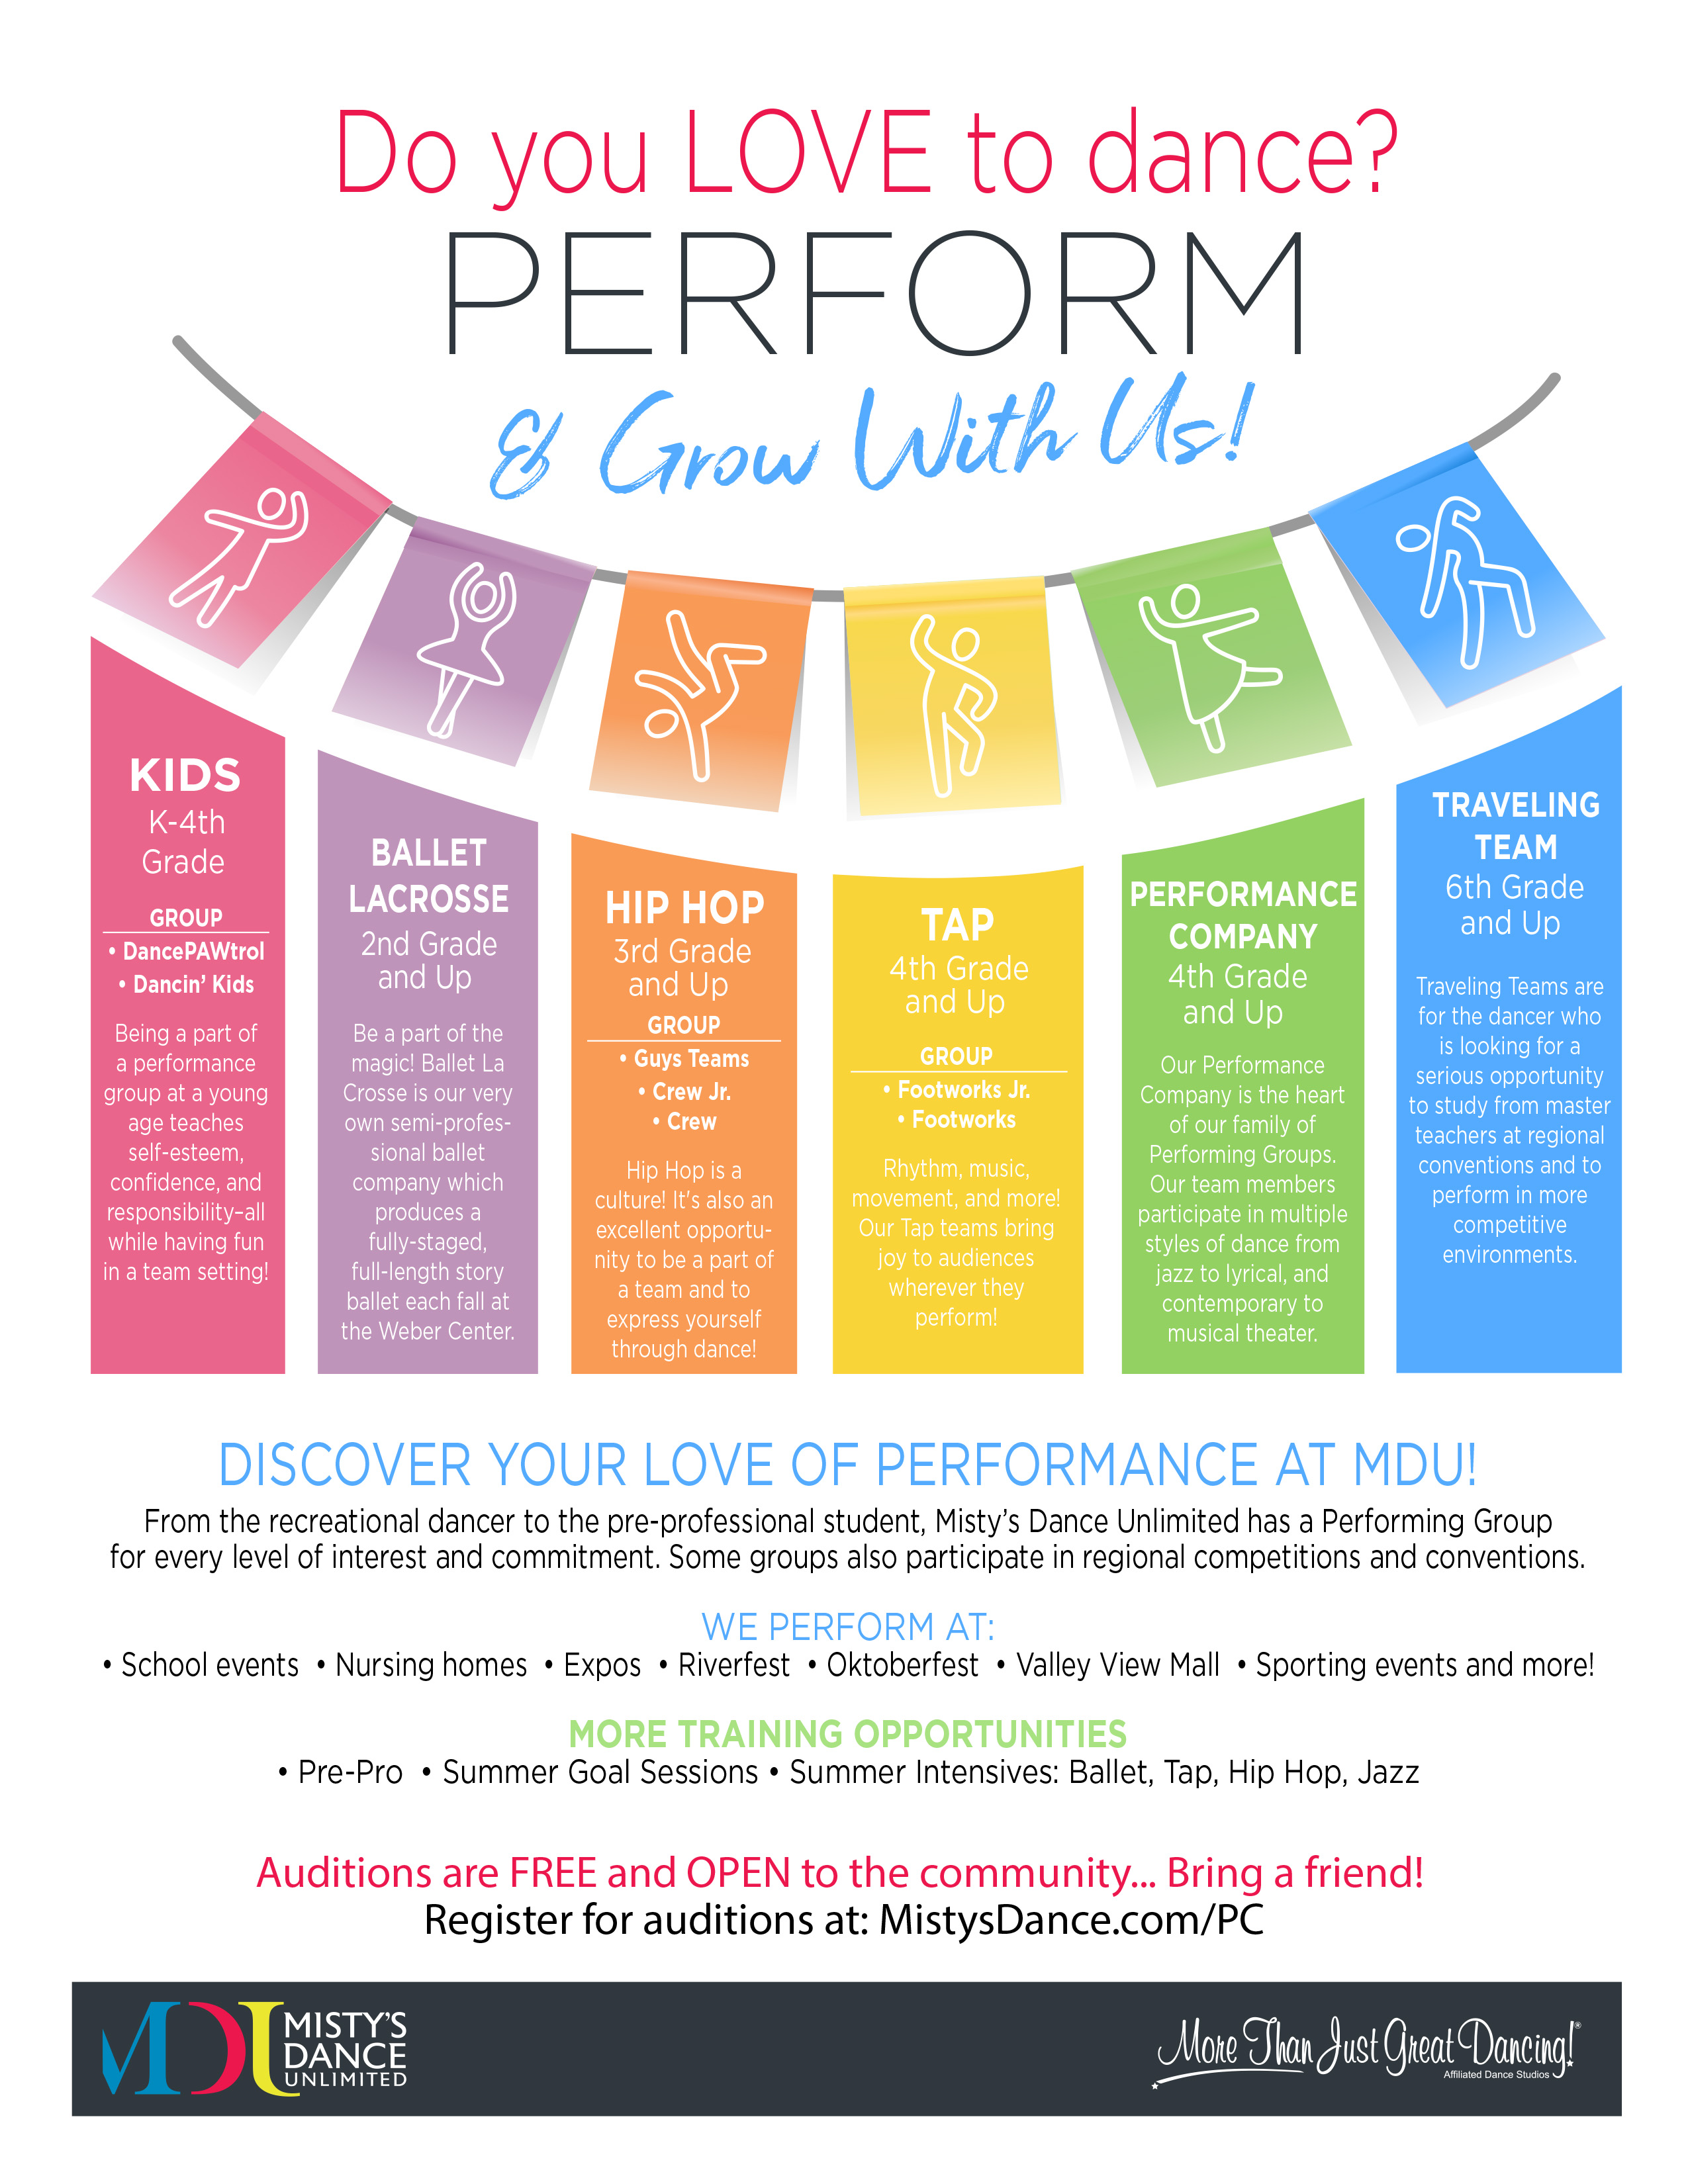 Do you LOVE to dance?
PERFORM
& Grow With Us!
KIDS
K-4th
Grade
GROUP
• DancePAWtrol
• Dancin’ Kids
Being a part of
a performance
group at a young
age teaches
self-esteem,
confidence, and
responsibility–all
while having fun
in a team setting!
BALLET
LACROSSE
2nd Grade
and Up
Be a part of the
magic! Ballet La
Crosse is our very
own semi-profes-
sional ballet
company which
produces a
fully-staged,
full-length story
ballet each fall at
the Weber Center.
HIP HOP
3rd Grade
and Up
GROUP
• Guys Teams
• Crew Jr.
• Crew
Hip Hop is a
culture! It's also an
excellent opportu-
nity to be a part of
a team and to
express yourself
through dance!
TAP
4th Grade
and Up
GROUP
• Footworks Jr.
• Footworks
Rhythm, music,
movement, and more!
Our Tap teams bring
joy to audiences
wherever they
perform!
PERFORMANCE
COMPANY
4th Grade
and Up
Our Performance
Company is the heart
of our family of
Performing Groups.
Our team members
participate in multiple
styles of dance from
jazz to lyrical, and
contemporary to
musical theater.
TRAVELING
TEAM
6th Grade
and Up
Traveling Teams are
for the dancer who
is looking for a
serious opportunity
to study from master
teachers at regional
conventions and to
perform in more
competitive
environments.
DISCOVER YOUR LOVE OF PERFORMANCE AT MDU!
From the recreational dancer to the pre-professional student, Misty’s Dance Unlimited has a Performing Group
for every level of interest and commitment. Some groups also participate in regional competitions and conventions.
WE PERFORM AT:
• School events • Nursing homes • Expos • Riverfest • Oktoberfest • Valley View Mall • Sporting events and more!
MORE TRAINING OPPORTUNITIES
• Pre-Pro • Summer Goal Sessions • Summer Intensives: Ballet, Tap, Hip Hop, Jazz
Auditions are FREE and OPEN to the community... Bring a friend!
Register for auditions at: MistysDance.com/PC
MDU
MISTY’S
DANCE
UNLIMITED
More Than Just Great Dancing!®
Affiliated Dance Studios